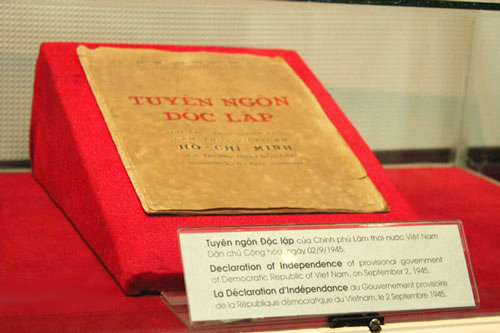 TUYÊN NGÔN
ĐỘC LẬP
HỒ-CHÍ-MINH
Tuyên ngôn Độc lập của Chính phủ Lâm thời nước Việt Nam
Dân chủ Cộng hoà, ngày 02/9/1945.
Declaration of Independence of provisional government
of Democratic Republic of Viet Nam, on September 2, 1945.
La Déclaration d'Indépendance du Gouvernement provisoire
de la République démocratique du Vietnam, le 2 Septembre 1945.